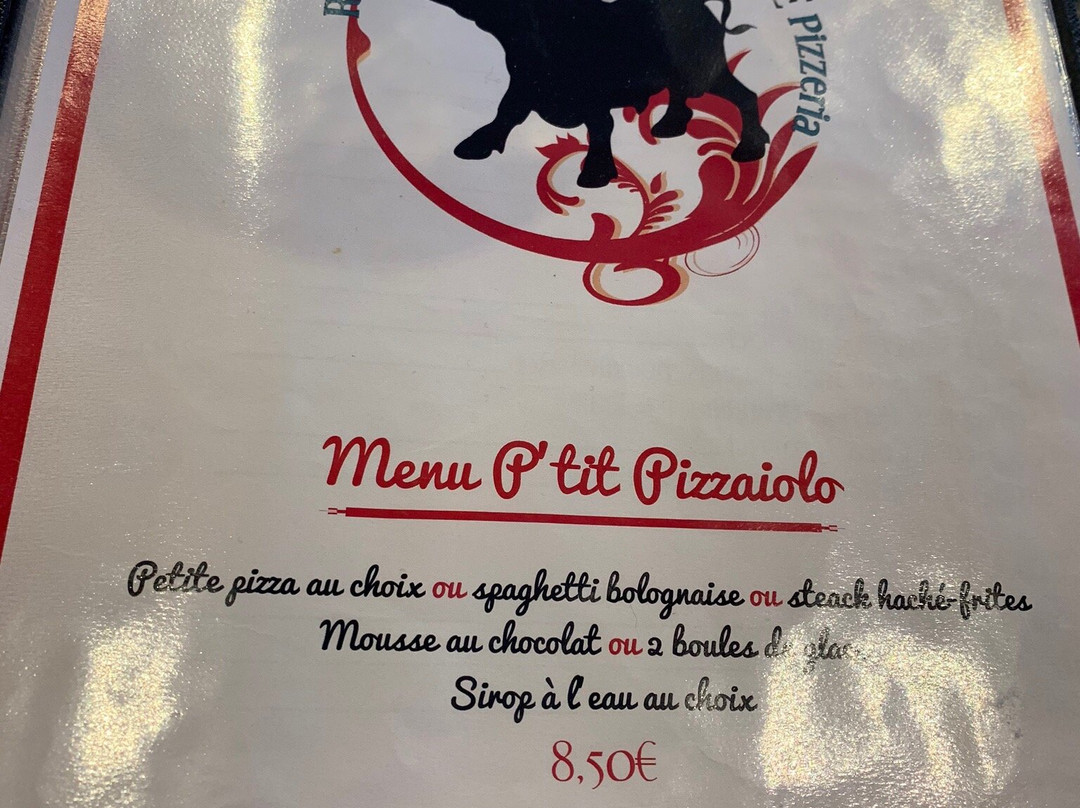 Pizzeria
Menu P'tit Pizzaiolo
Petite pizza au choix ou spaghetti bolognaise ou steack haché-frites
Mousse au chocolat ou 2 boules de
Sirop à l'eau au choix
8,50€